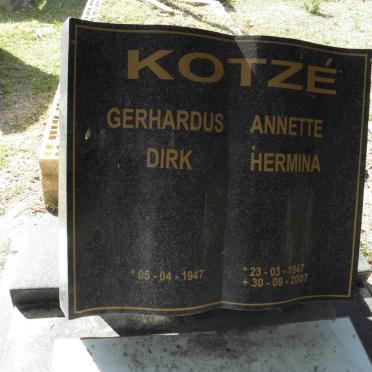 KOTZÉ
GERHARDUS
DIRK
* 05 - 04 - 1947
ANNETTE
HERMINA
* 23 - 03 - 1947
+ 30 - 09 - 2007